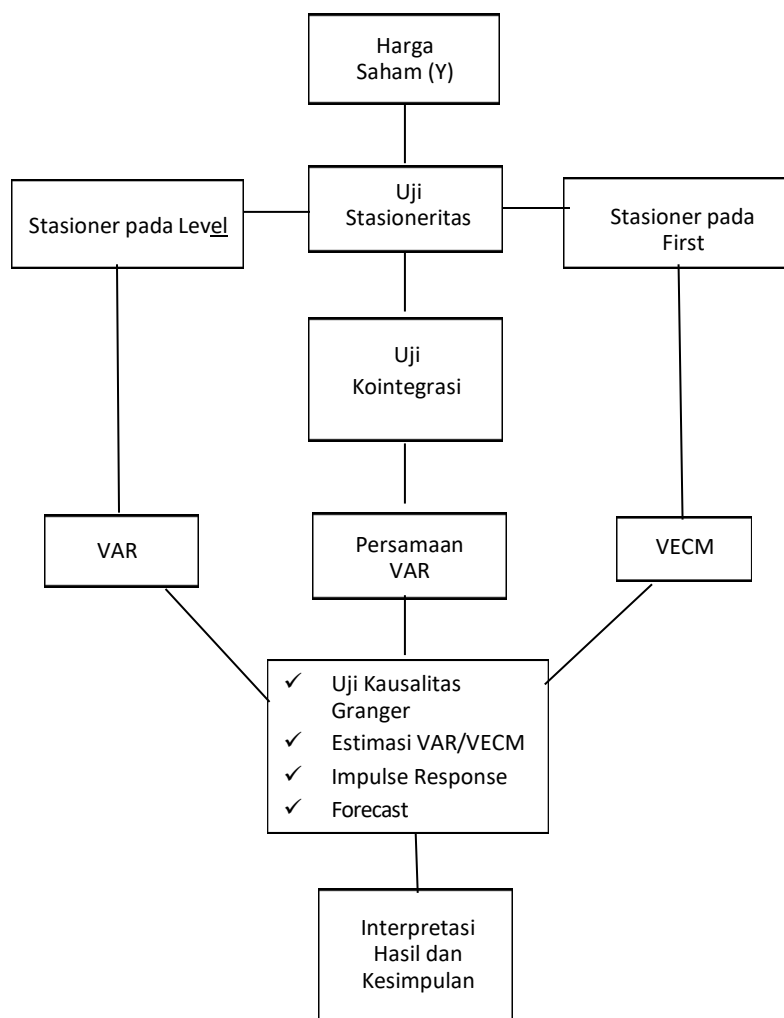 Harga
Saham (Y)
Uji
Stasioneritas
Stasioner pada Level
Stasioner pada
First
Uji
Kointegrasi
VAR
Persamaan
VAR
VECM
✓ Uji Kausalitas
Granger
✓ Estimasi VAR/VECM
✓ Impulse Response
✓ Forecast
Interpretasi
Hasil dan
Kesimpulan